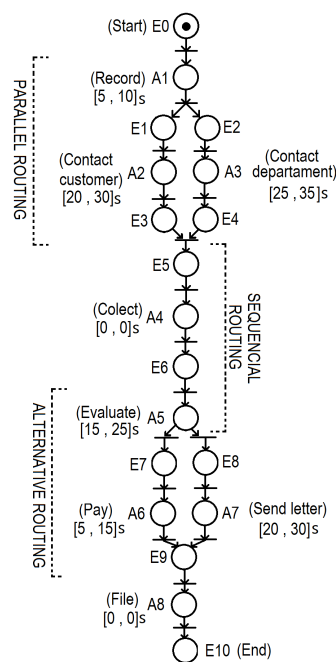 (Start) E0
(Record) A1
[5 , 10]s
PARALLEL ROUTING
E1
E2
(Contact
customer) A2
[20 , 30]s
A3 (Contact
departament)
[25 , 35]s
E3
E4
E5
SEQUENCIAL
ROUTING
(Colect) A4
[0 , 0]s
E6
(Evaluate) A5
[15 , 25]s
ALTERNATIVE ROUTING
E7
E8
(Pay) A6
[5 , 15]s
A7 (Send letter)
[20 , 30]s
E9
(File) A8
[0 , 0]s
E10 (End)